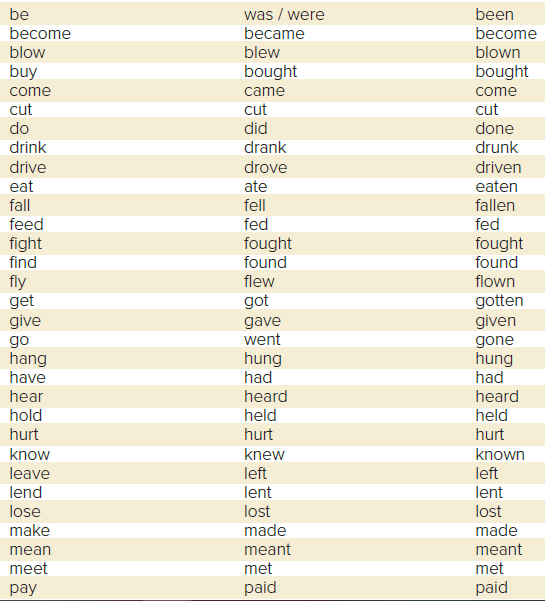 be was / were been
become became become
blow blew blown
buy bought bought
come came come
cut cut cut
do did done
drink drank drunk
drive drove driven
eat ate eaten
fall fell fallen
feed fed fed
fight fought fought
find found found
fly flew flown
get got gotten
give gave given
go went gone
hang hung hung
have had had
hear heard heard
hold held held
hurt hurt hurt
know knew known
leave left left
lend lent lent
lose lost lost
make made made
mean meant meant
meet met met
pay paid paid